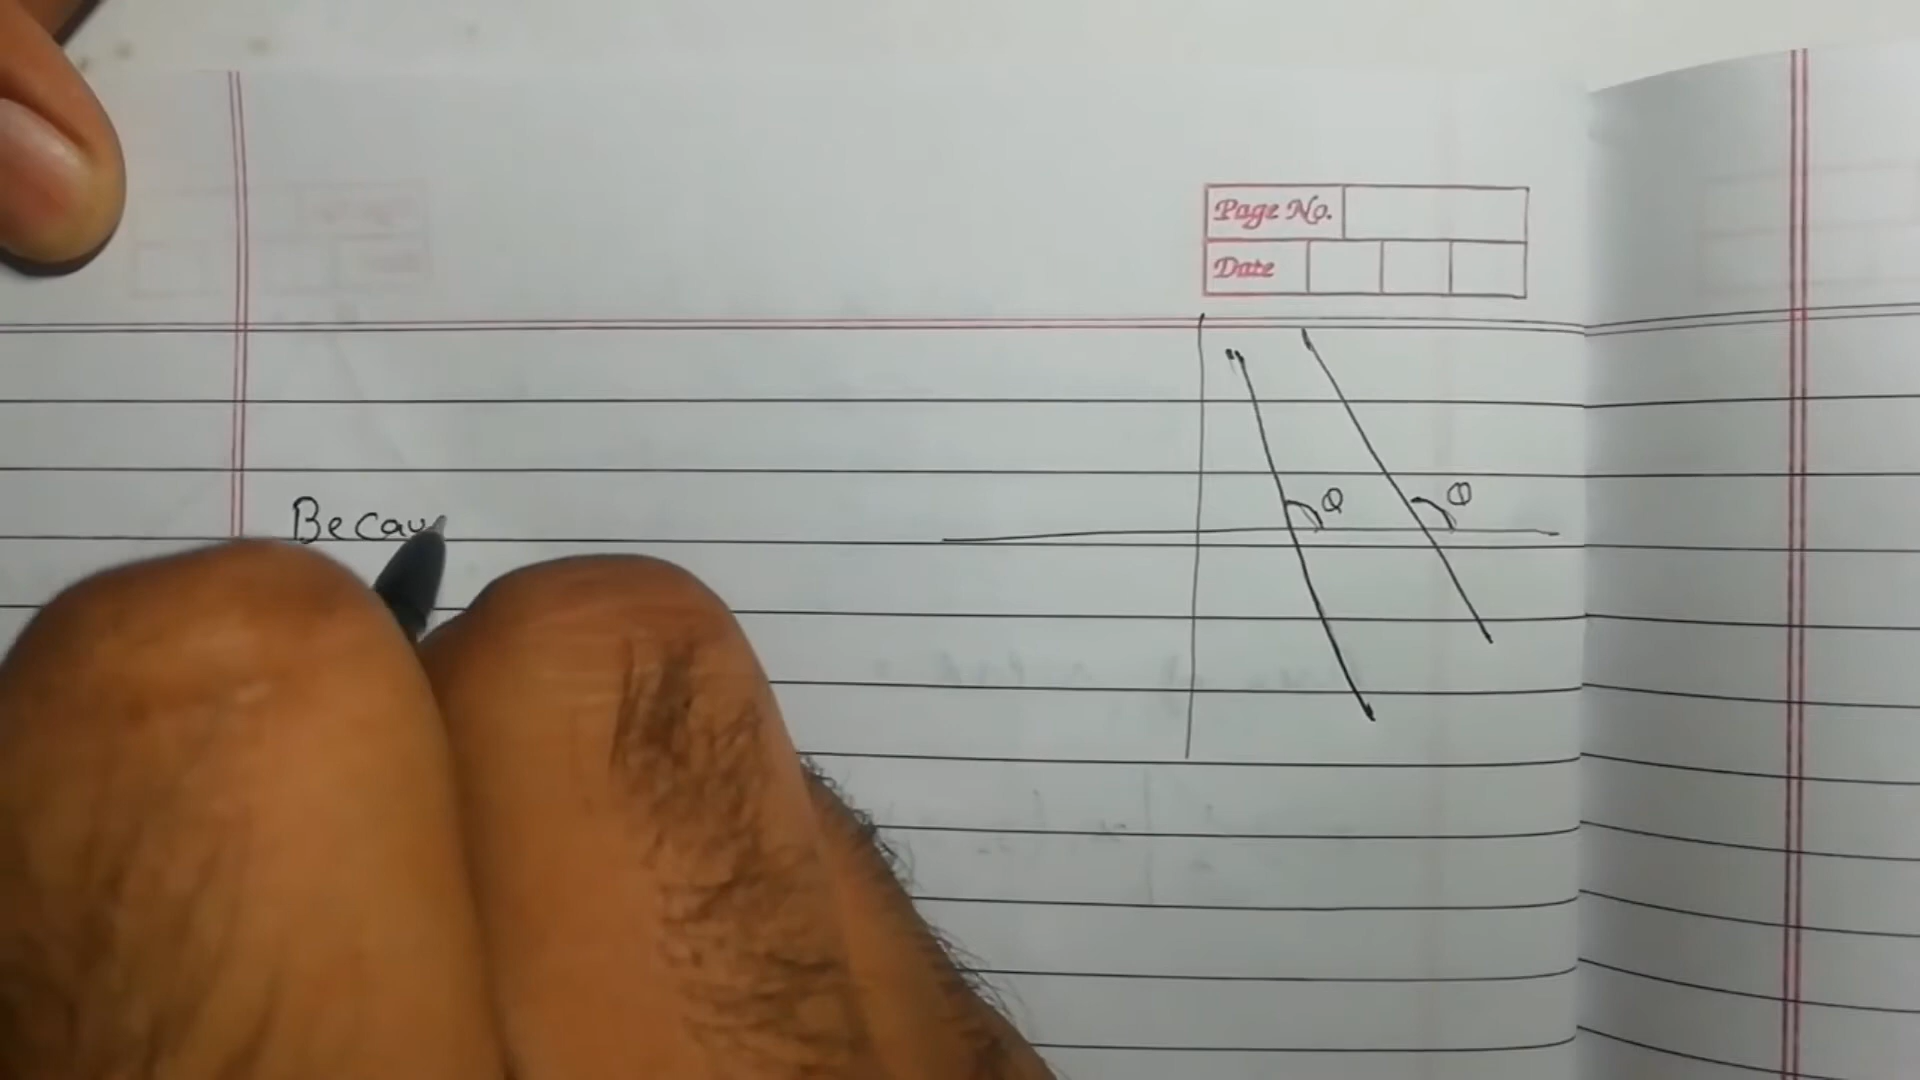 Page No.
Date
θ θ
Becau